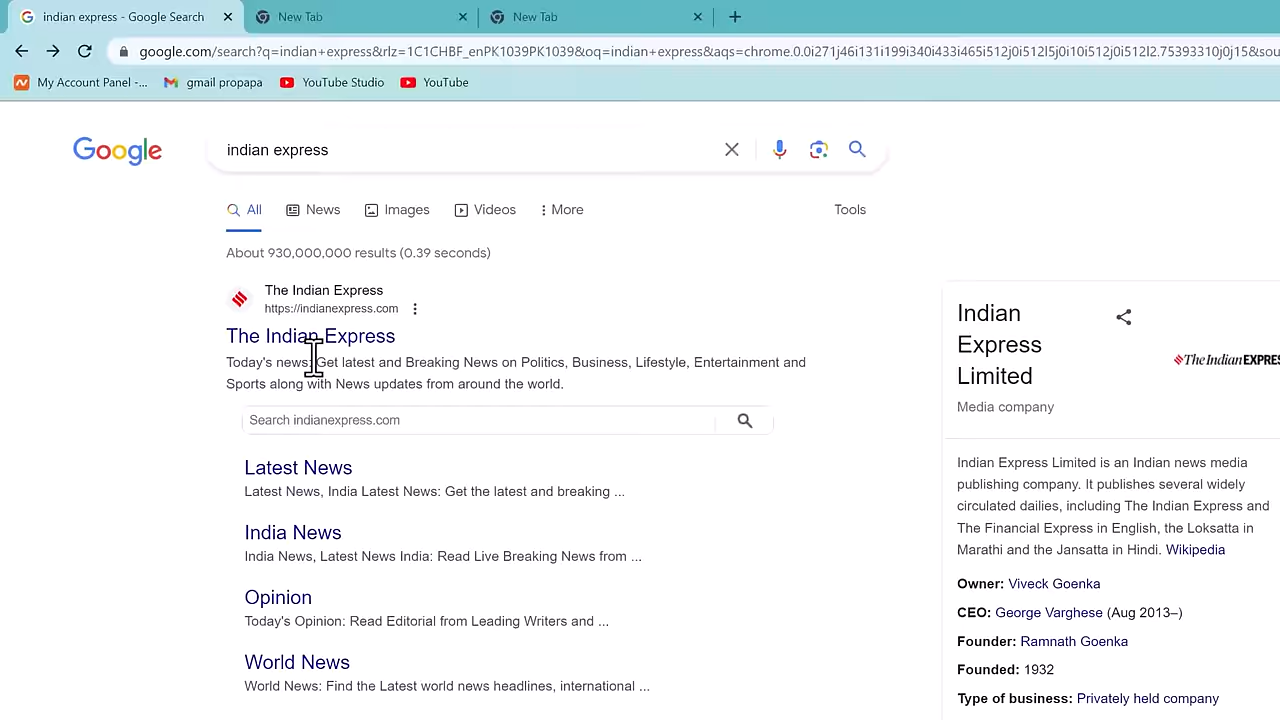 indian express - Google Search
New Tab
New Tab
google.com/search?q=indian+express&rlz=1C1CHBF_enPK1039PK1039&oq=indian+express&aqs=chrome.0.0i271j46i131i199i340i433i465i512j0i512l5j0i10i512j0i512l2.75393310j0j15&sou
My Account Panel -...
gmail propapa
YouTube Studio
YouTube
Google
indian express
All
News
Images
Videos
More
Tools
About 930,000,000 results (0.39 seconds)
The Indian Express
https://indianexpress.com
The Indian Express
Today's news: Get latest and Breaking News on Politics, Business, Lifestyle, Entertainment and
Sports along with News updates from around the world.
Search indianexpress.com
Latest News
Latest News, India Latest News: Get the latest and breaking ...
India News
India News, Latest News India: Read Live Breaking News from ...
Opinion
Today's Opinion: Read Editorial from Leading Writers and ...
World News
World News: Find the Latest world news headlines, international ...
Indian
Express
Limited
The Indian EXPRES
Media company
Indian Express Limited is an Indian news media
publishing company. It publishes several widely
circulated dailies, including The Indian Express and
The Financial Express in English, the Loksatta in
Marathi and the Jansatta in Hindi. Wikipedia
Owner: Viveck Goenka
CEO: George Varghese (Aug 2013–)
Founder: Ramnath Goenka
Founded: 1932
Type of business: Privately held company